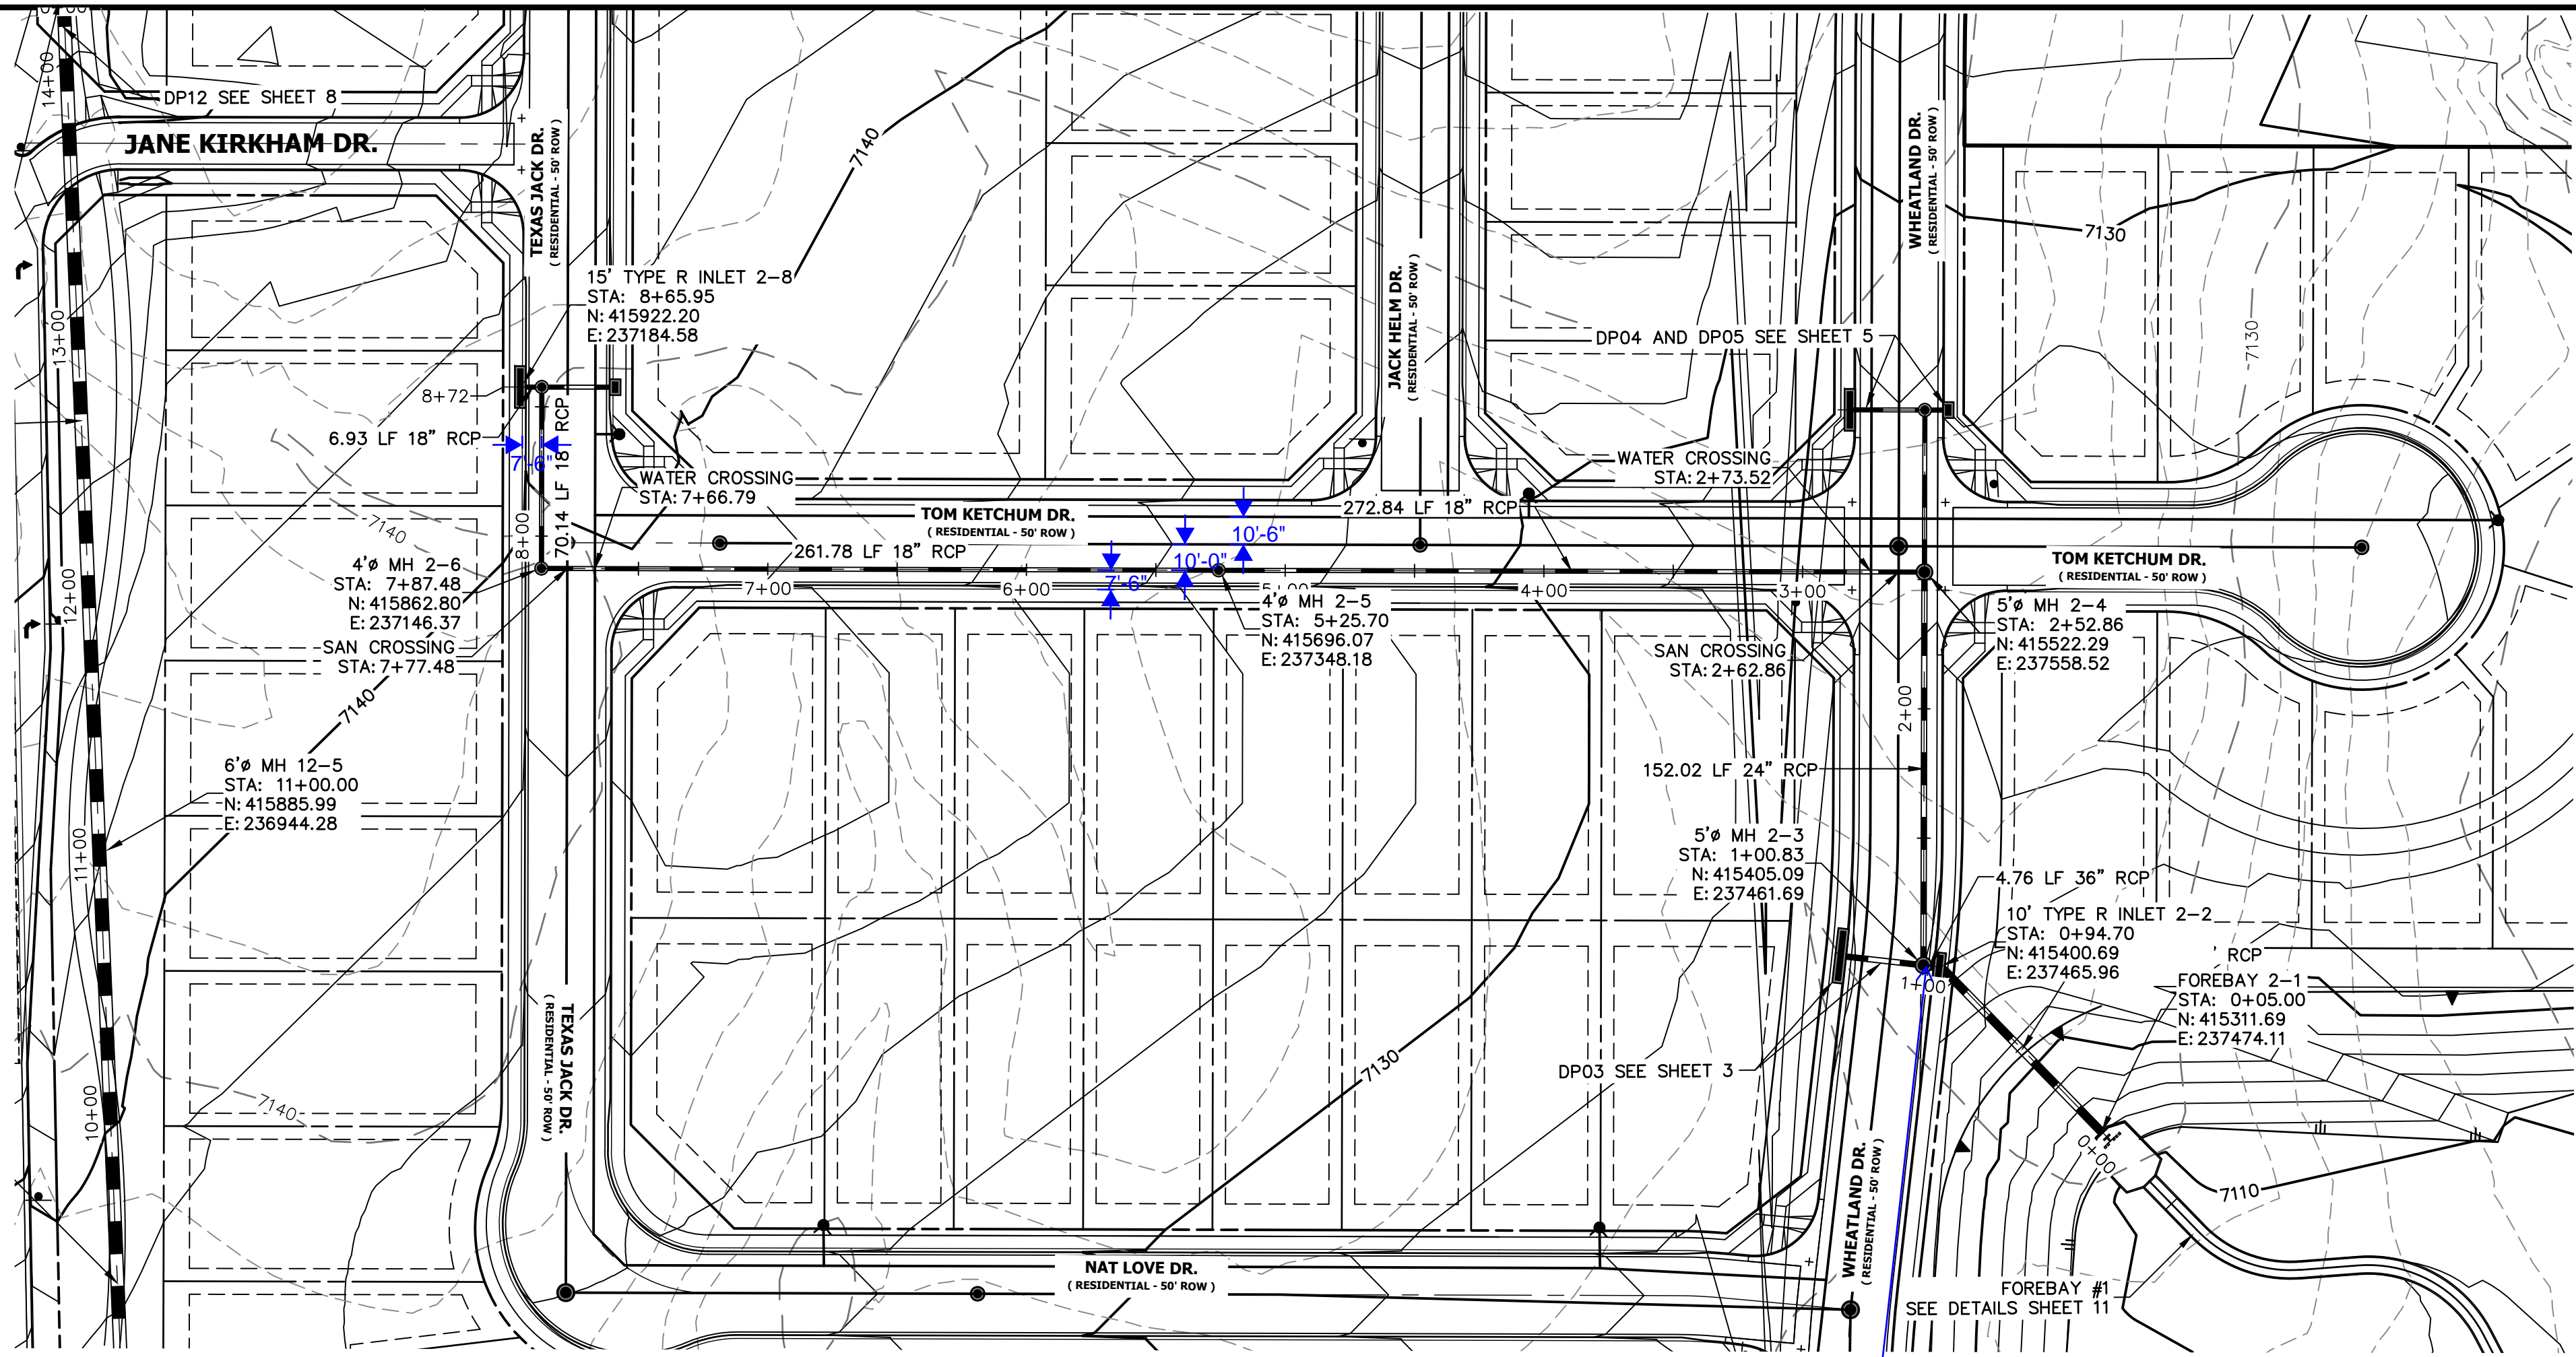 14+00
DP12 SEE SHEET 8
JANE KIRKHAM DR.
TEXAS JACK DR.
( RESIDENTIAL - 50' ROW )
7140
JACK HELM DR.
( RESIDENTIAL - 50' ROW )
WHEATLAND DR.
( RESIDENTIAL - 50' ROW )
7130
7130
13+00
15' TYPE R INLET 2-8
STA: 8+65.95
N: 415922.20
E: 237184.58
DP04 AND DP05 SEE SHEET 5
8+72
6.93 LF 18" RCP
7'-6"
70.14 LF 18" RCP
8+00
WATER CROSSING
STA: 7+66.79
WATER CROSSING
STA: 2+73.52
272.84 LF 18" RCP
TOM KETCHUM DR.
( RESIDENTIAL - 50' ROW )
261.78 LF 18" RCP
10'-6"
10'-0"
7'-6"
7140
7+00
6+00
5+00
4+00
3+00
TOM KETCHUM DR.
( RESIDENTIAL - 50' ROW )
12+00
4'ø MH 2-6
STA: 7+87.48
N: 415862.80
E: 237146.37
SAN CROSSING
STA: 7+77.48
7140
4'ø MH 2-5
STA: 5+25.70
N: 415696.07
E: 237348.18
SAN CROSSING
STA: 2+62.86
5'ø MH 2-4
STA: 2+52.86
N: 415522.29
E: 237558.52
2+00
152.02 LF 24" RCP
6'ø MH 12-5
STA: 11+00.00
N: 415885.99
E: 236944.28
11+00
5'ø MH 2-3
STA: 1+00.83
N: 415405.09
E: 237461.69
4.76 LF 36" RCP
10' TYPE R INLET 2-2
STA: 0+94.70
N: 415400.69
E: 237465.96
' RCP
1+00
FOREBAY 2-1
STA: 0+05.00
N: 415311.69
E: 237474.11
TEXAS JACK DR.
( RESIDENTIAL - 50' ROW )
7130
DP03 SEE SHEET 3
10+00
7140
0+00
7110
WHEATLAND DR.
( RESIDENTIAL - 50' ROW )
NAT LOVE DR.
( RESIDENTIAL - 50' ROW )
FOREBAY #1
SEE DETAILS SHEET 11